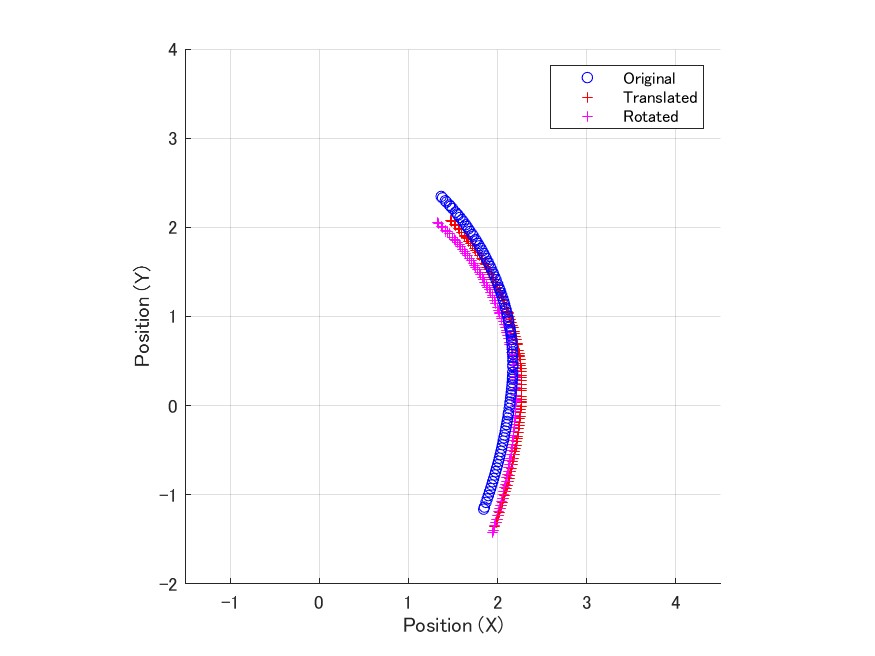 4
Original
Translated
Rotated
3
2
1
0
-1
-2
Position (Y)
-1 0 1 2 3 4
Position (X)